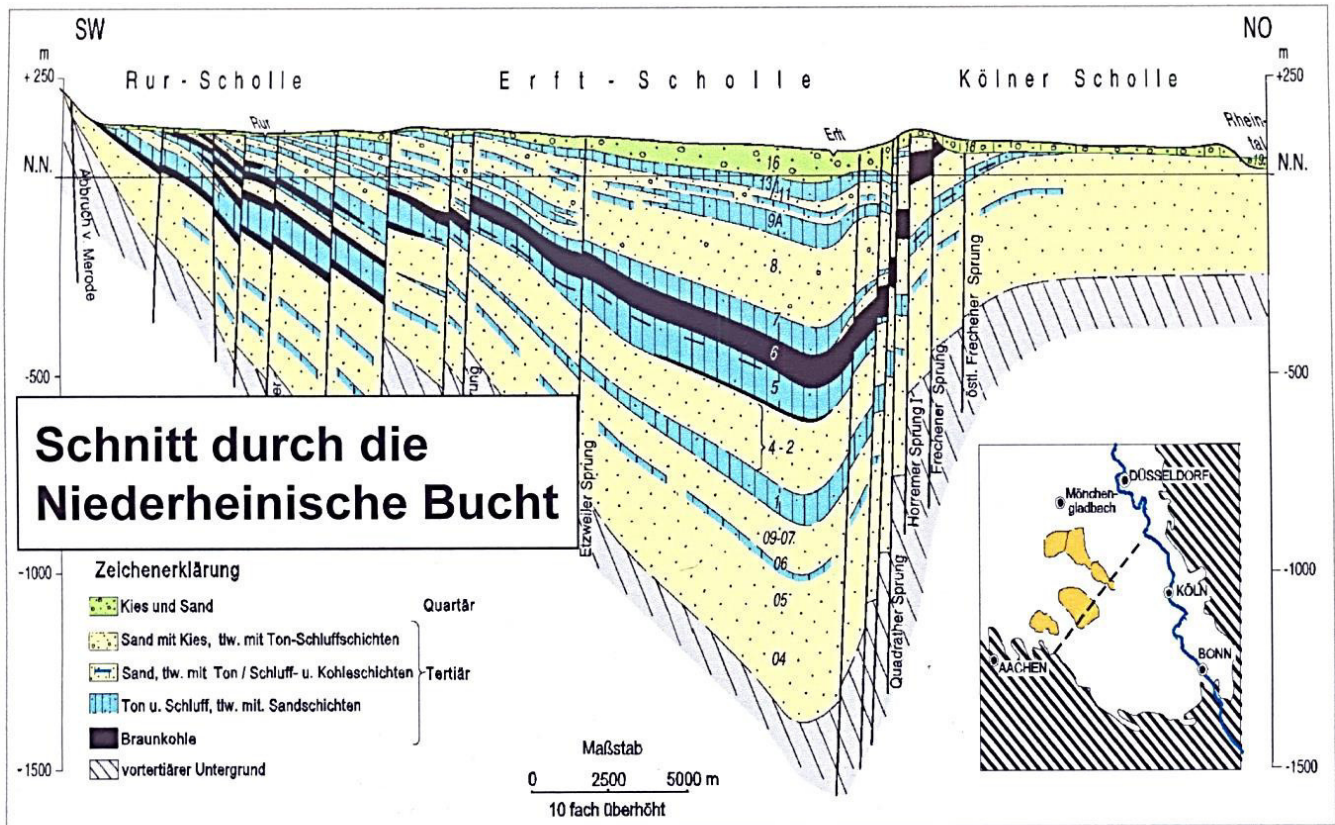 SW
NO
m
m
+ 250
+250
Rur-Scholle
Erft-Scholle
Kölner Scholle
Rur
Erft
Rhein-
tal
N.N.
N.N.
Abbruch v. Merode
16
18
19
13
11
9A
8
7
6
5
4 - 2
1
09-07
06
05
04
-500
-500
Etzweiler Sprung
Quadrather Sprung
Horremer Sprung I
Frechener Sprung
östl. Frechener Sprung
Schnitt durch die
Niederheinische Bucht
-1000
-1000
-1500
-1500
Zeichenerklärung
Kies und Sand
Quartär
Sand mit Kies, tlw. mit Ton-Schluffschichten
Sand, tlw. mit Ton / Schluff- u. Kohleschichten
Tertiär
Ton u. Schluff, tlw. mit. Sandschichten
Braunkohle
vortertiärer Untergrund
Maßstab
0 2500 5000 m
10 fach überhöht
DÜSSELDORF
Mönchen-
gladbach
KÖLN
BONN
AACHEN